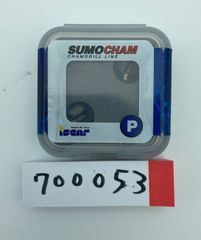 SUMOCHAM
CHAMDRILL LINE
P
ISCAR
700053